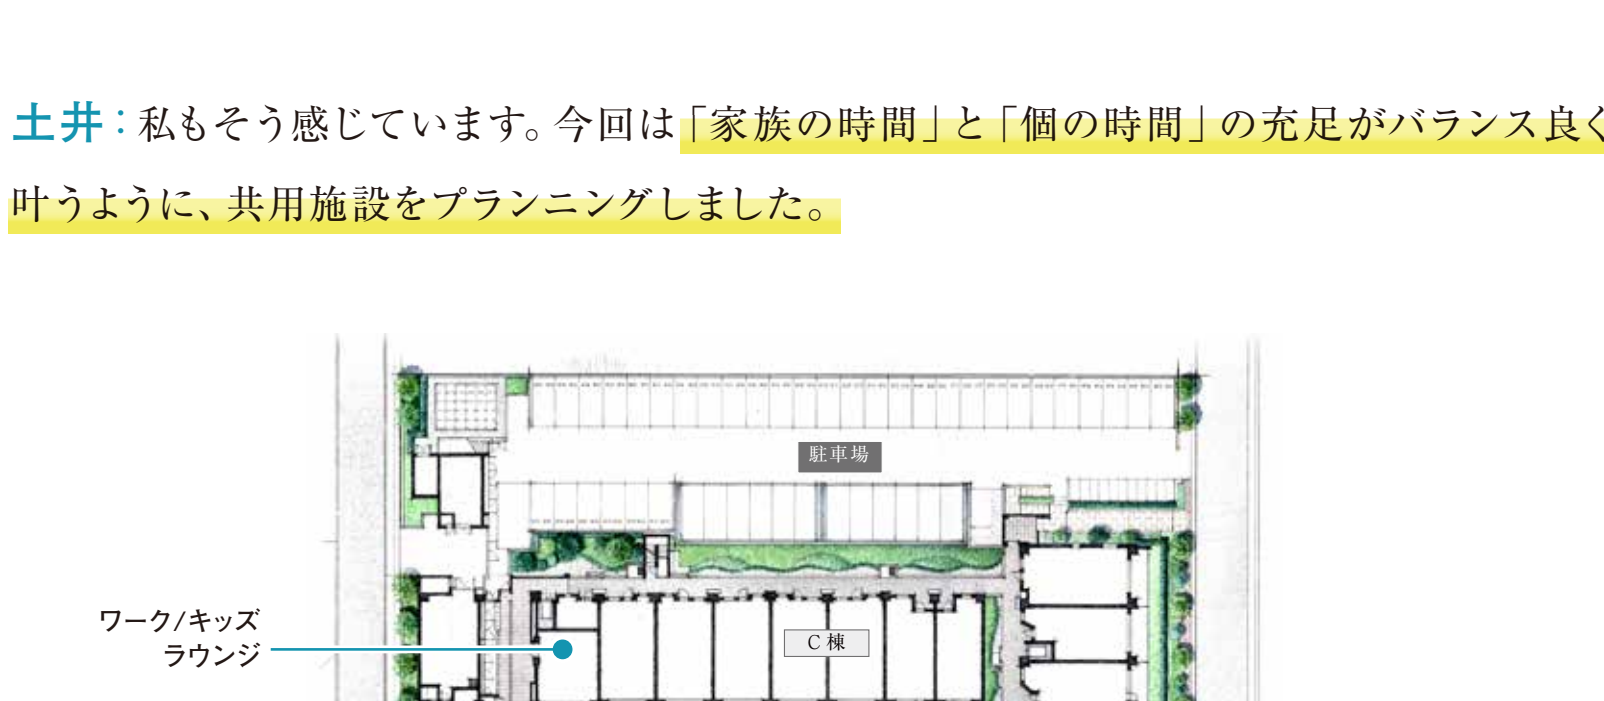 土井：私もそう感じています。今回は「家族の時間」と「個の時間」の充足がバランス良く
叶うように、共用施設をプランニングしました。
駐車場
ワーク/キッズ
ラウンジ
C棟